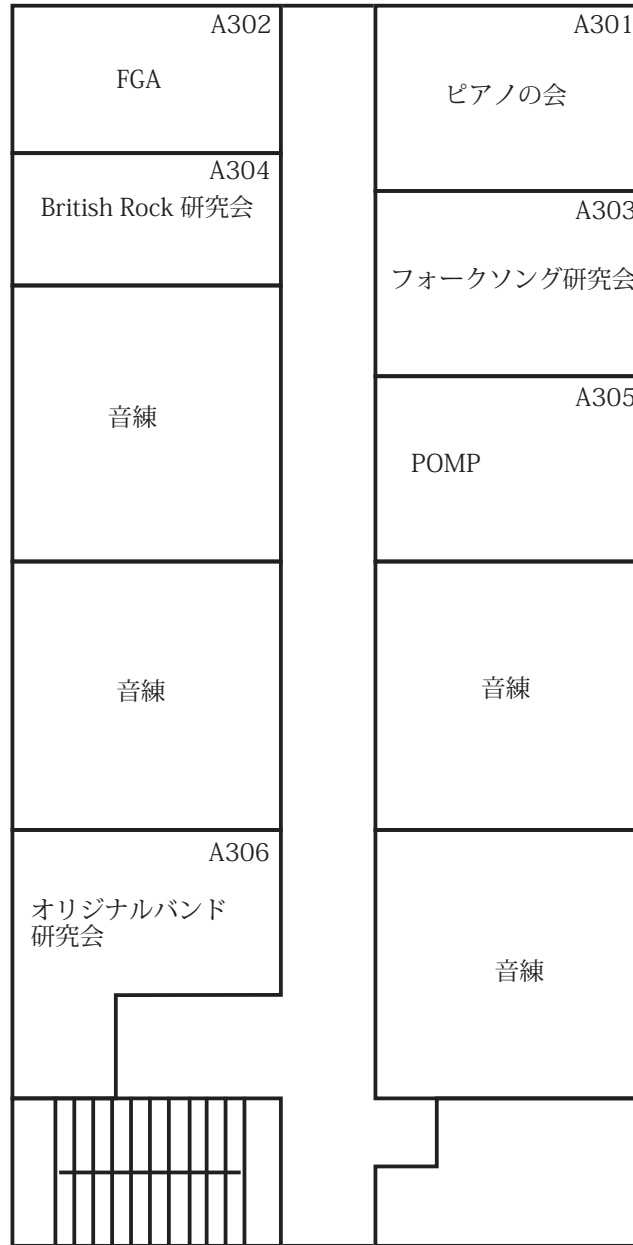 A302
FGA
A304
British Rock 研究会
音練
音練
A306
オリジナルバンド
研究会
A301
ピアノの会
A303
フォークソング研究会
A305
POMP
音練
音練